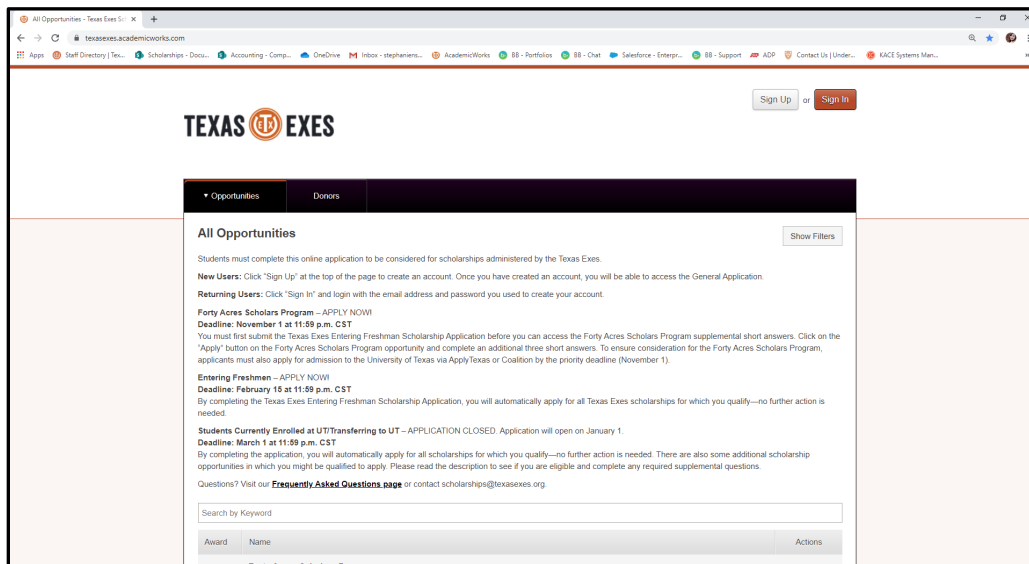 All Opportunities - Texas Exes Sc
texasexes.academicworks.com
Apps Staff Directory | Tex... Scholarships - Docu... Accounting - Comp... OneDrive Inbox - stephaniens... AcademicWorks BB - Portfolios BB - Chat Salesforce - Enterpr... BB - Support ADP Contact Us | Under... KACE Systems Man...
Sign Up or Sign In
TEXAS ETX EXES
Opportunities Donors
All Opportunities
Show Filters
Students must complete this online application to be considered for scholarships administered by the Texas Exes.
New Users: Click "Sign Up" at the top of the page to create an account. Once you have created an account, you will be able to access the General Application.
Returning Users: Click "Sign In" and login with the email address and password you used to create your account.
Forty Acres Scholars Program – APPLY NOW!
Deadline: November 1 at 11:59 p.m. CST
You must first submit the Texas Exes Entering Freshman Scholarship Application before you can access the Forty Acres Scholars Program supplemental short answers. Click on the
"Apply" button on the Forty Acres Scholars Program opportunity and complete an additional three short answers. To ensure consideration for the Forty Acres Scholars Program,
applicants must also apply for admission to the University of Texas via ApplyTexas or Coalition by the priority deadline (November 1).
Entering Freshmen – APPLY NOW!
Deadline: February 15 at 11:59 p.m. CST
By completing the Texas Exes Entering Freshman Scholarship Application, you will automatically apply for all Texas Exes scholarships for which you qualify—no further action is
needed.
Students Currently Enrolled at UT/Transferring to UT – APPLICATION CLOSED. Application will open on January 1.
Deadline: March 1 at 11:59 p.m. CST
By completing the application, you will automatically apply for all scholarships for which you qualify—no further action is needed. There are also some additional scholarship
opportunities in which you might be qualified to apply. Please read the description to see if you are eligible and complete any required supplemental questions.
Questions? Visit our Frequently Asked Questions page or contact scholarships@texasexes.org.
Search by Keyword
Award Name Actions